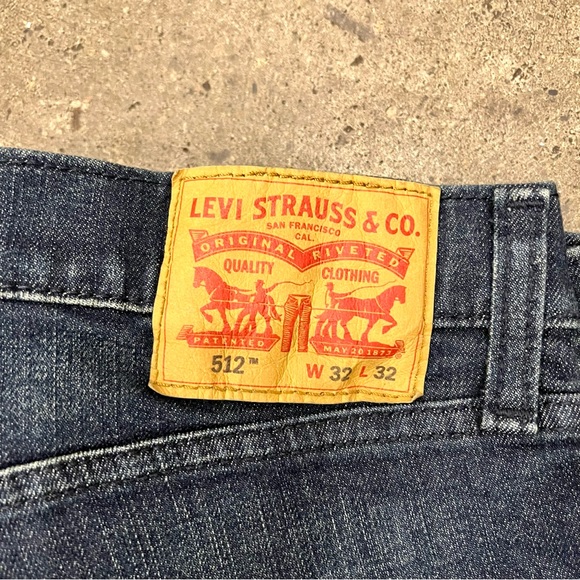 LEVI STRAUSS & CO.
SAN FRANCISCO
CAL.
ORIGINAL RIVETED
QUALITY CLOTHING
PATENTED MAY 20 1873
512™ W 32 L 32